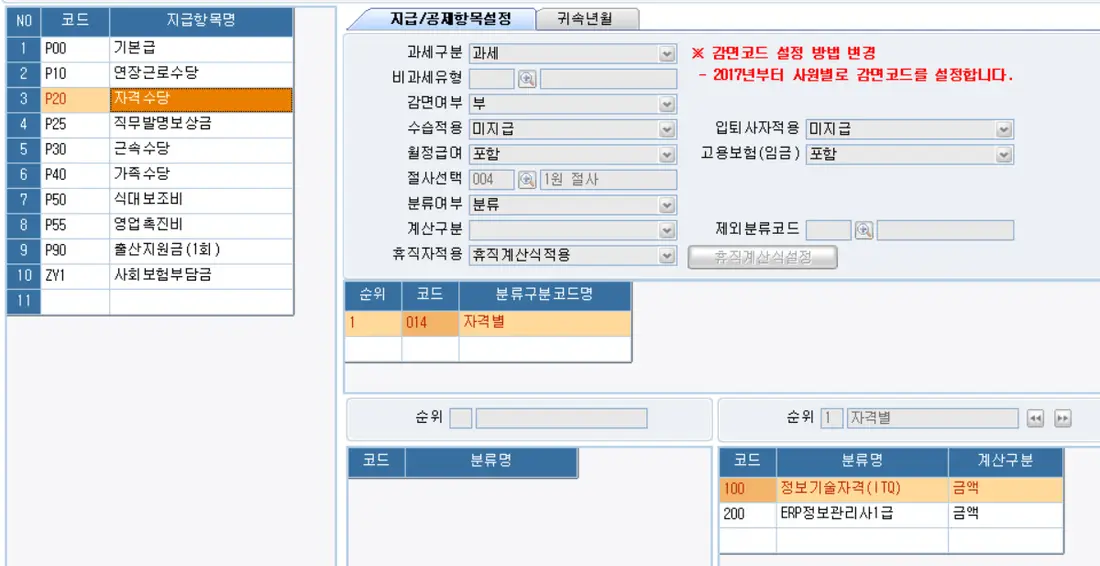 NO 코드 지급항목명
1 P00 기본급
2 P10 연장근로수당
3 P20 자격수당
4 P25 직무발명보상금
5 P30 근속수당
6 P40 가족수당
7 P50 식대보조비
8 P55 영업촉진비
9 P90 출산지원금(1회)
10 ZY1 사회보험부담금
11
지급/공제항목설정 귀속년월
과세구분 과세 ※ 감면코드 설정 방법 변경
비과세유형 - 2017년부터 사원별로 감면코드를 설정합니다.
감면여부 부
수습적용 미지급 입퇴사자적용 미지급
월정급여 포함 고용보험(임금) 포함
절사선택 004 1원 절사
분류여부 분류
계산구분 제외분류코드
휴직자적용 휴직계산식적용 휴직계산식설정
순위 코드 분류구분코드명
1 014 자격별
순위
코드 분류명
순위 1 자격별
코드 분류명 계산구분
100 정보기술자격(ITQ) 금액
200 ERP정보관리사1급 금액